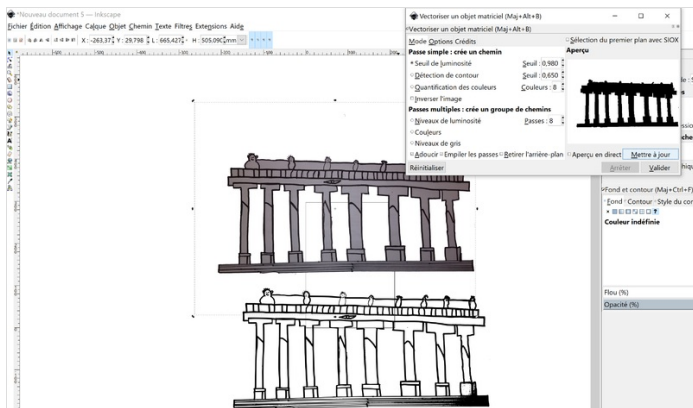 *Nouveau document 5 — Inkscape
Fichier Édition Affichage Calque Objet Chemin Texte Filtres Extensions Aide
X: -263,37 Y: 29,798 L: 665,427 H: 505,090 mm
Vectoriser un objet matriciel (Maj+Alt+B)
Vectoriser un objet matriciel (Maj+Alt+B)
Mode Options Crédits
Passe simple : crée un chemin
Seuil de luminosité Seuil : 0,980
Détection de contour Seuil : 0,650
Quantification des couleurs Couleurs : 8
Inverser l'image
Passes multiples : crée un groupe de chemins
Niveaux de luminosité Passes : 8
Couleurs
Niveaux de gris
Adoucir Empiler les passes Retirer l'arrière-plan
Réinitialiser
Sélection du premier plan avec SIOX
Aperçu
Aperçu en direct Mettre à jour
Arrêter Valider
Fond et contour (Maj+Ctrl+F)
Fond Contour Style du con
Couleur indéfinie
Flou (%)
Opacité (%)